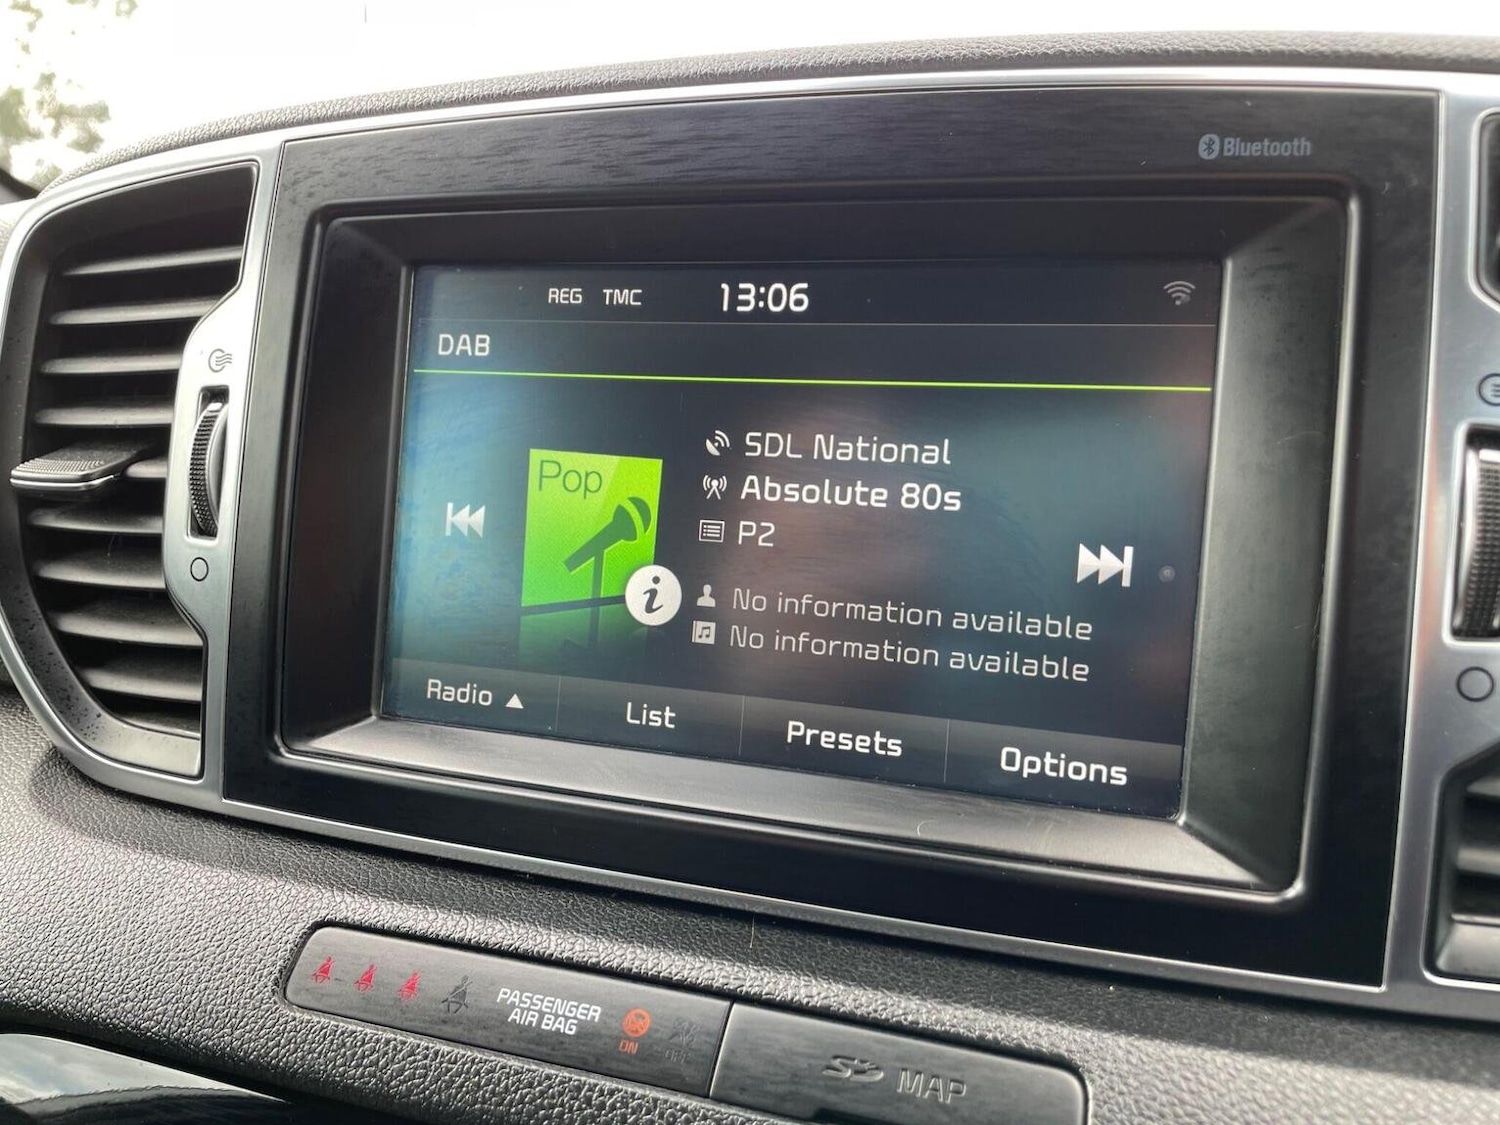 Bluetooth
REG TMC 13:06
DAB
Pop
SDL National
Absolute 80s
P2
i
No information available
No information available
Radio ▲
List
Presets
Options
PASSENGER
AIR BAG
ON
OFF
SD MAP